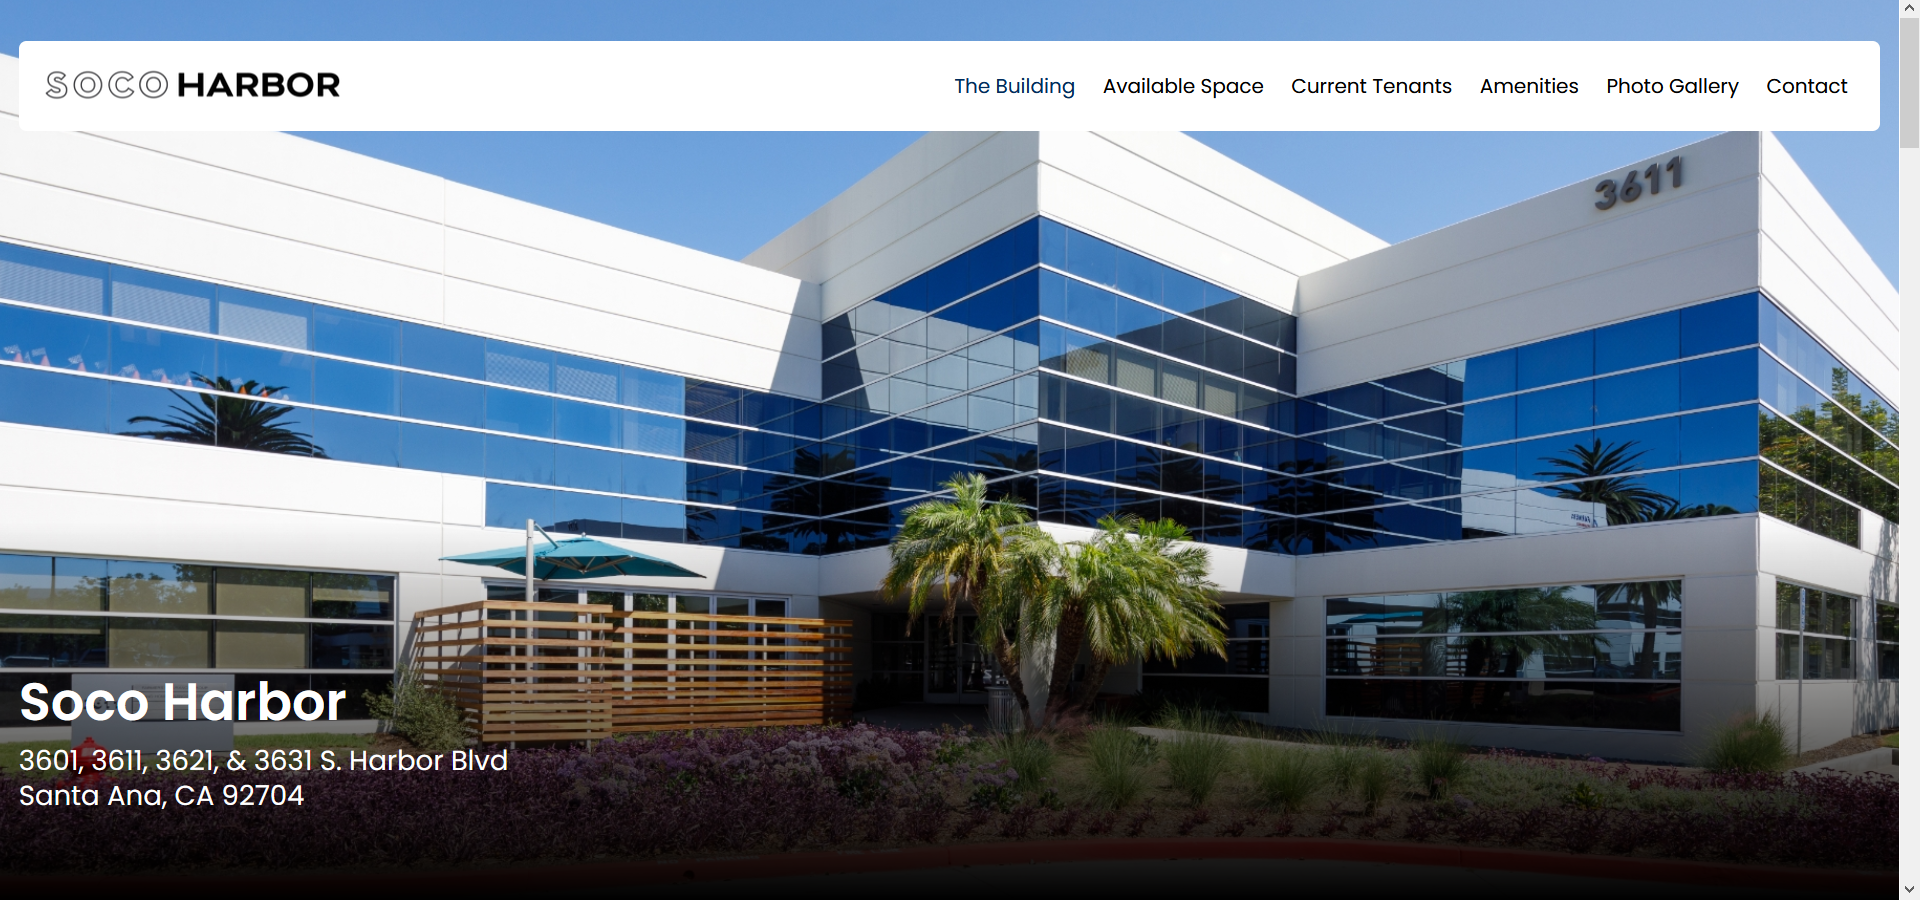 SOCO HARBOR
The Building Available Space Current Tenants Amenities Photo Gallery Contact
3611
Soco Harbor
3601, 3611, 3621, & 3631 S. Harbor Blvd
Santa Ana, CA 92704